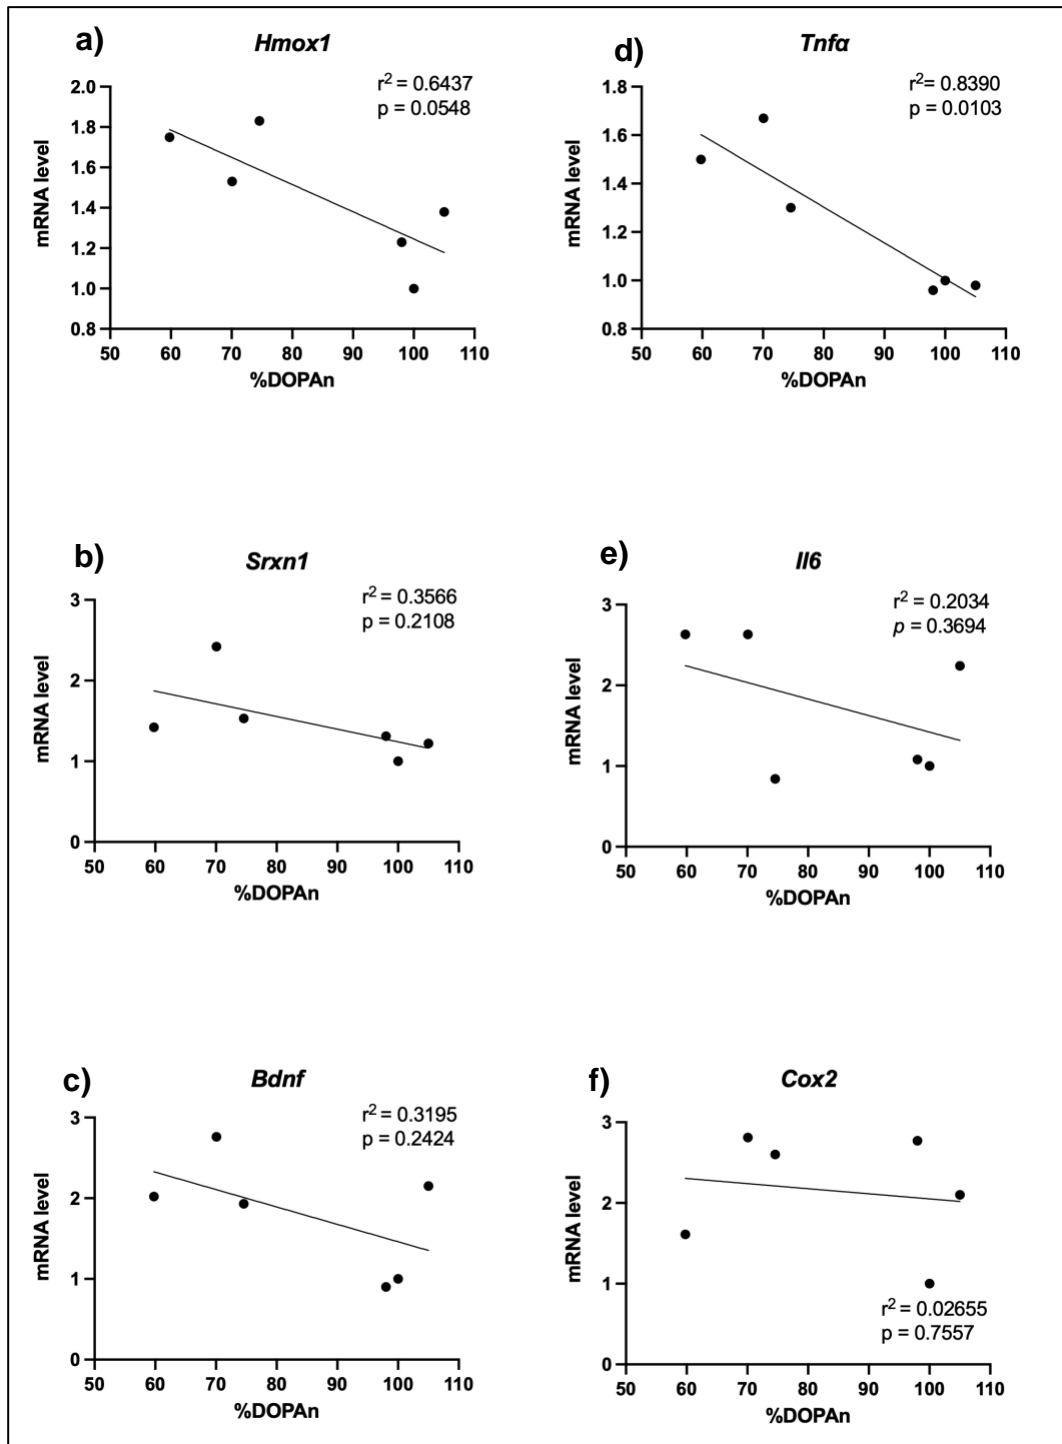 a)
Hmox1
r² = 0.6437
p = 0.0548
2.0
1.8
1.6
1.4
1.2
1.0
0.8
mRNA level
50 60 70 80 90 100 110
%DOPAn
d)
Tnfα
r²= 0.8390
p = 0.0103
1.8
1.6
1.4
1.2
1.0
0.8
mRNA level
50 60 70 80 90 100 110
%DOPAn
b)
Srxn1
r² = 0.3566
p = 0.2108
3
2
1
0
mRNA level
50 60 70 80 90 100 110
%DOPAn
e)
Il6
r² = 0.2034
p = 0.3694
3
2
1
0
mRNA level
50 60 70 80 90 100 110
%DOPAn
c)
Bdnf
r² = 0.3195
p = 0.2424
3
2
1
0
mRNA level
50 60 70 80 90 100 110
%DOPAn
f)
Cox2
3
2
1
0
mRNA level
r² = 0.02655
p = 0.7557
50 60 70 80 90 100 110
%DOPAn